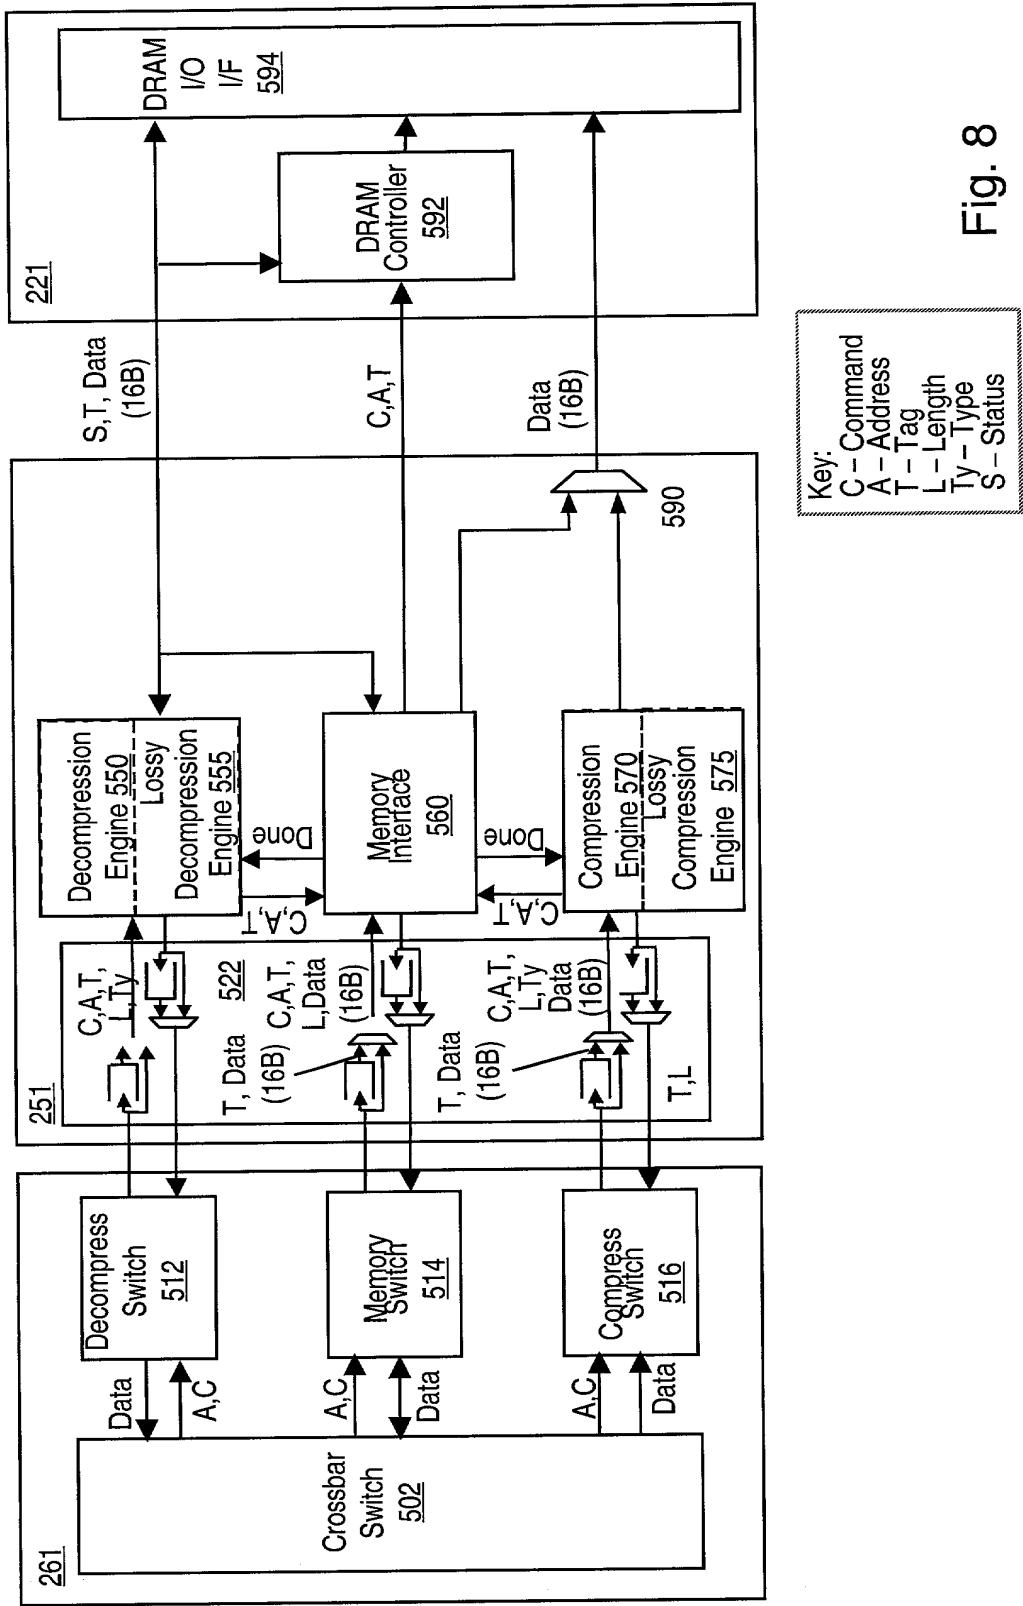 261
Crossbar
Switch
502
Data
A,C
A,C
Data
A,C
Data
Decompress
Switch
512
Memory
Switch
514
Compress
Switch
516
251
C,A,T,
L,Ty
522
T, Data
(16B)
C,A,T,
L,Data
(16B)
T, Data
(16B)
C,A,T,
L,Ty
Data
(16B)
T,L
Decompression
Engine 550
Lossy
Decompression
Engine 555
C,A,T
Done
Memory
Interface
560
C,A,T
Done
Compression
Engine 570
Lossy
Compression
Engine 575
590
S,T, Data
(16B)
C,A,T
Data
(16B)
221
DRAM
Controller
592
DRAM
I/O
I/F
594
Key:
C – Command
A – Address
T – Tag
L – Length
Ty – Type
S – Status
Fig. 8